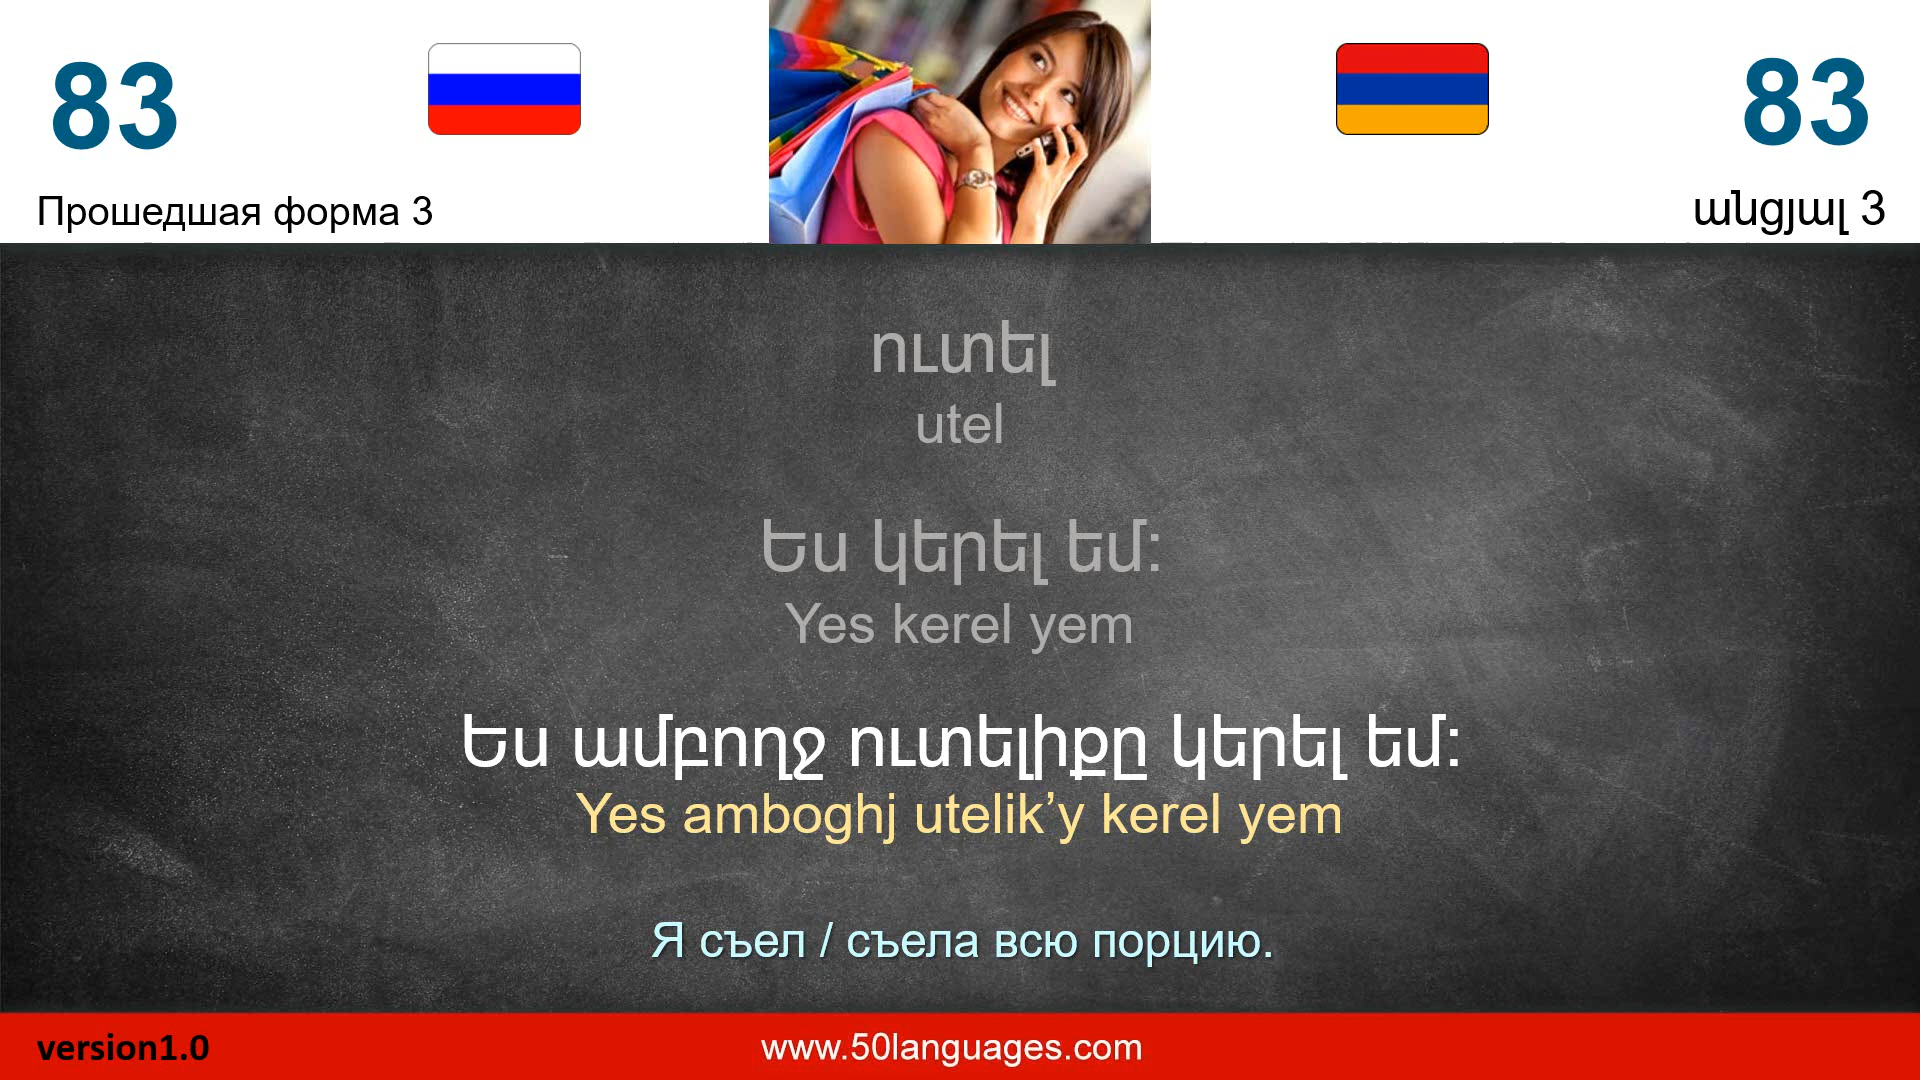 83
83
Прошедшая форма 3
անցյալ 3
ուտել
utel
Ես կերել եմ:
Yes kerel yem
Ես ամբողջ ուտելիքը կերել եմ:
Yes amboghj utelik’y kerel yem
Я съел / съела всю порцию.
version1.0
www.50languages.com